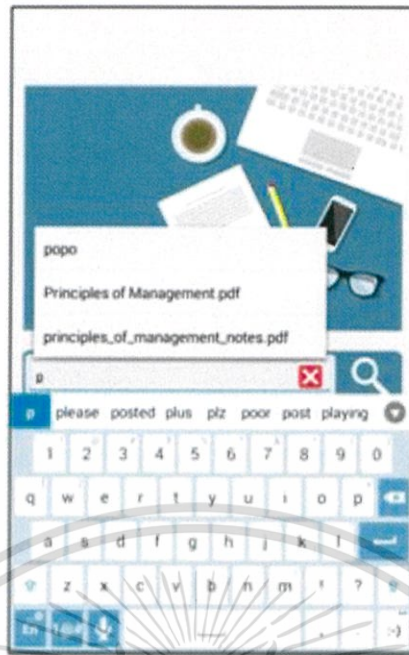 popo
Principles of Management.pdf
principles_of_management_notes.pdf
p
p please posted plus plz poor post playing
1 2 3 4 5 6 7 8 9 0
q w e r t y u i o p
a s d f g h j k l
z x c v b n m ! ?
En , . :-)